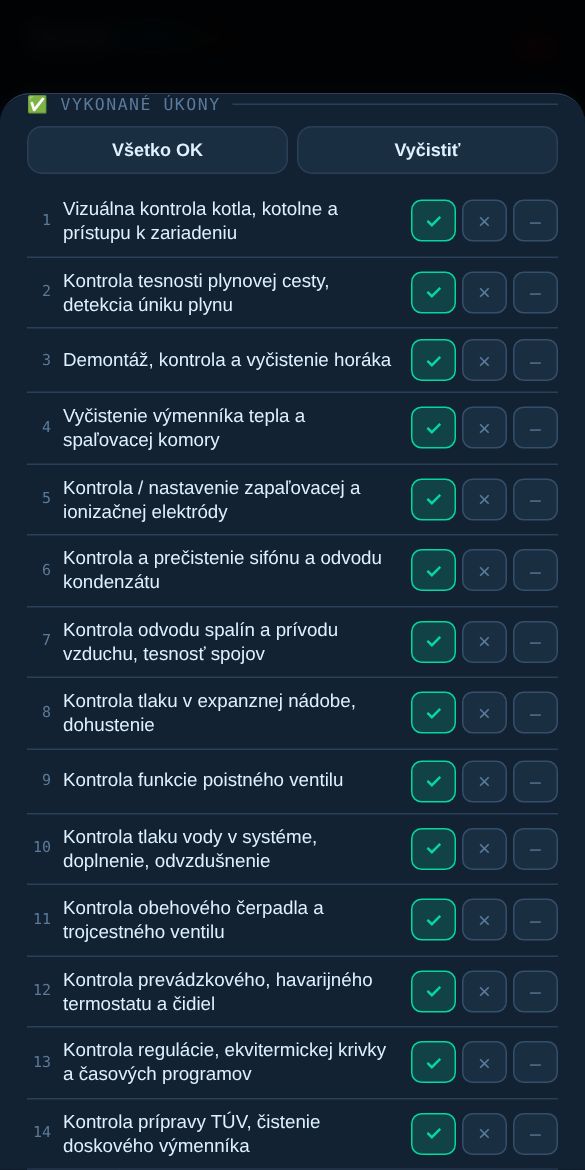 ✅ VYKONANÉ ÚKONY
Všetko OK
Vyčistiť
1 Vizuálna kontrola kotla, kotolne a
prístupu k zariadeniu
2 Kontrola tesnosti plynovej cesty,
detekcia úniku plynu
3 Demontáž, kontrola a vyčistenie horáka
4 Vyčistenie výmenníka tepla a
spaľovacej komory
5 Kontrola / nastavenie zapaľovacej a
ionizačnej elektródy
6 Kontrola a prečistenie sifónu a odvodu
kondenzátu
7 Kontrola odvodu spalín a prívodu
vzduchu, tesnosť spojov
8 Kontrola tlaku v expanznej nádobe,
dohustenie
9 Kontrola funkcie poistného ventilu
10 Kontrola tlaku vody v systéme,
doplnenie, odvzdušnenie
11 Kontrola obehového čerpadla a
trojcestného ventilu
12 Kontrola prevádzkového, havarijného
termostatu a čidiel
13 Kontrola regulácie, ekvitermickej krivky
a časových programov
14 Kontrola prípravy TÚV, čistenie
doskového výmenníka